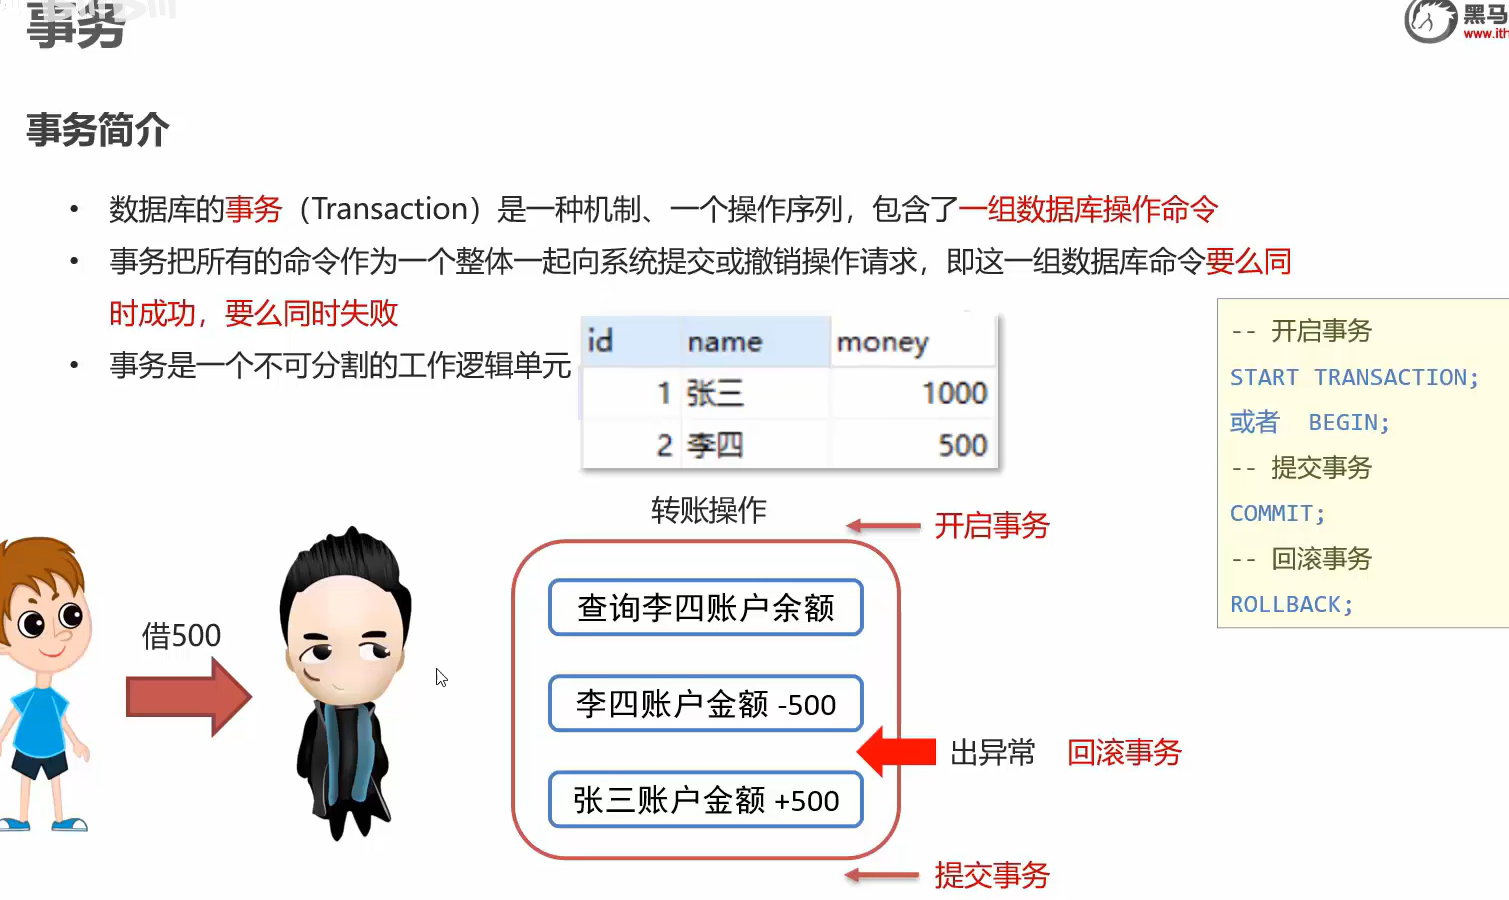 事务
黑马
www.ith
事务简介
• 数据库的事务（Transaction）是一种机制、一个操作序列，包含了一组数据库操作命令
• 事务把所有的命令作为一个整体一起向系统提交或撤销操作请求，即这一组数据库命令要么同
时成功，要么同时失败
• 事务是一个不可分割的工作逻辑单元
id name money
1 张三 1000
2 李四 500
-- 开启事务
START TRANSACTION;
或者 BEGIN;
-- 提交事务
COMMIT;
-- 回滚事务
ROLLBACK;
转账操作
开启事务
借500
查询李四账户余额
李四账户金额 -500
出异常 回滚事务
张三账户金额 +500
提交事务